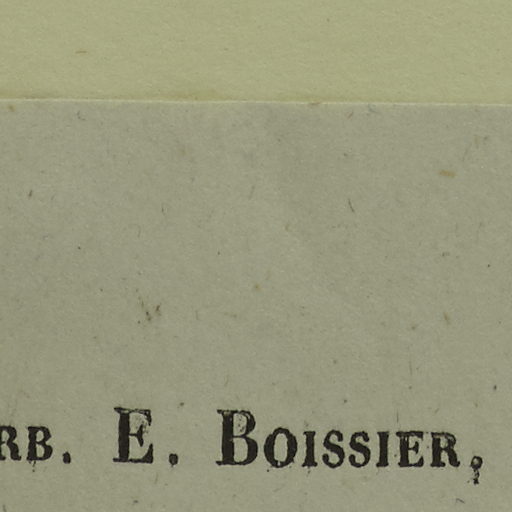 RB. E. BOISSIER,